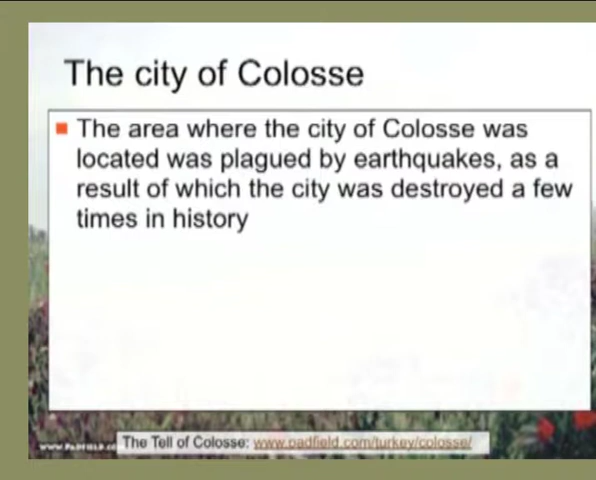 The city of Colosse
The area where the city of Colosse was
located was plagued by earthquakes, as a
result of which the city was destroyed a few
times in history
The Tell of Colosse: www.padfield.com/turkey/colosse/